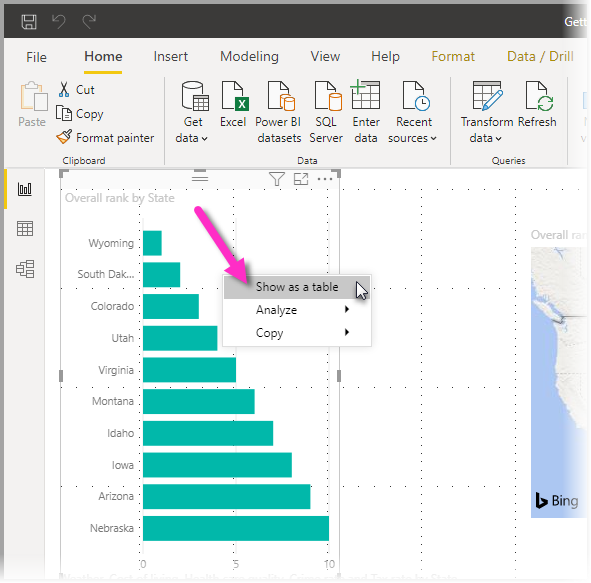 Gett
File Home Insert Modeling View Help Format Data / Drill
Paste
Cut
Copy
Format painter
Get data
Excel
Power BI datasets
SQL Server
Enter data
Recent sources
Transform data
Refresh
Clipboard Data Queries
Overall rank by State
Overall ran
Wyoming
South Dak...
Show as a table
Colorado
Analyze
Utah
Copy
Virginia
Montana
Idaho
Iowa
Arizona
Bing
Nebraska
0 5 10